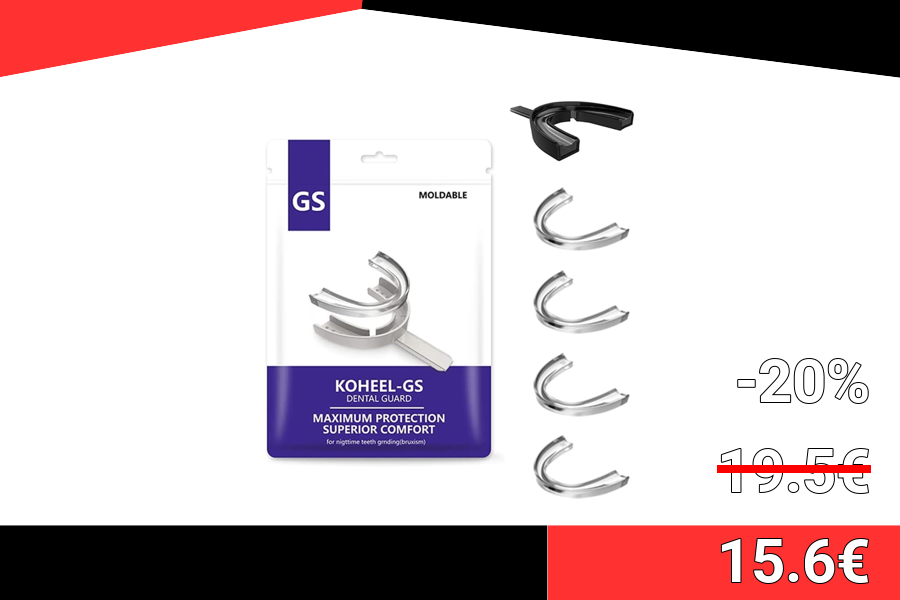 GS
MOLDABLE
KOHEEL-GS
DENTAL GUARD
MAXIMUM PROTECTION
SUPERIOR COMFORT
for nigttime teeth grnding(bruxism)
-20%
19.5€
15.6€